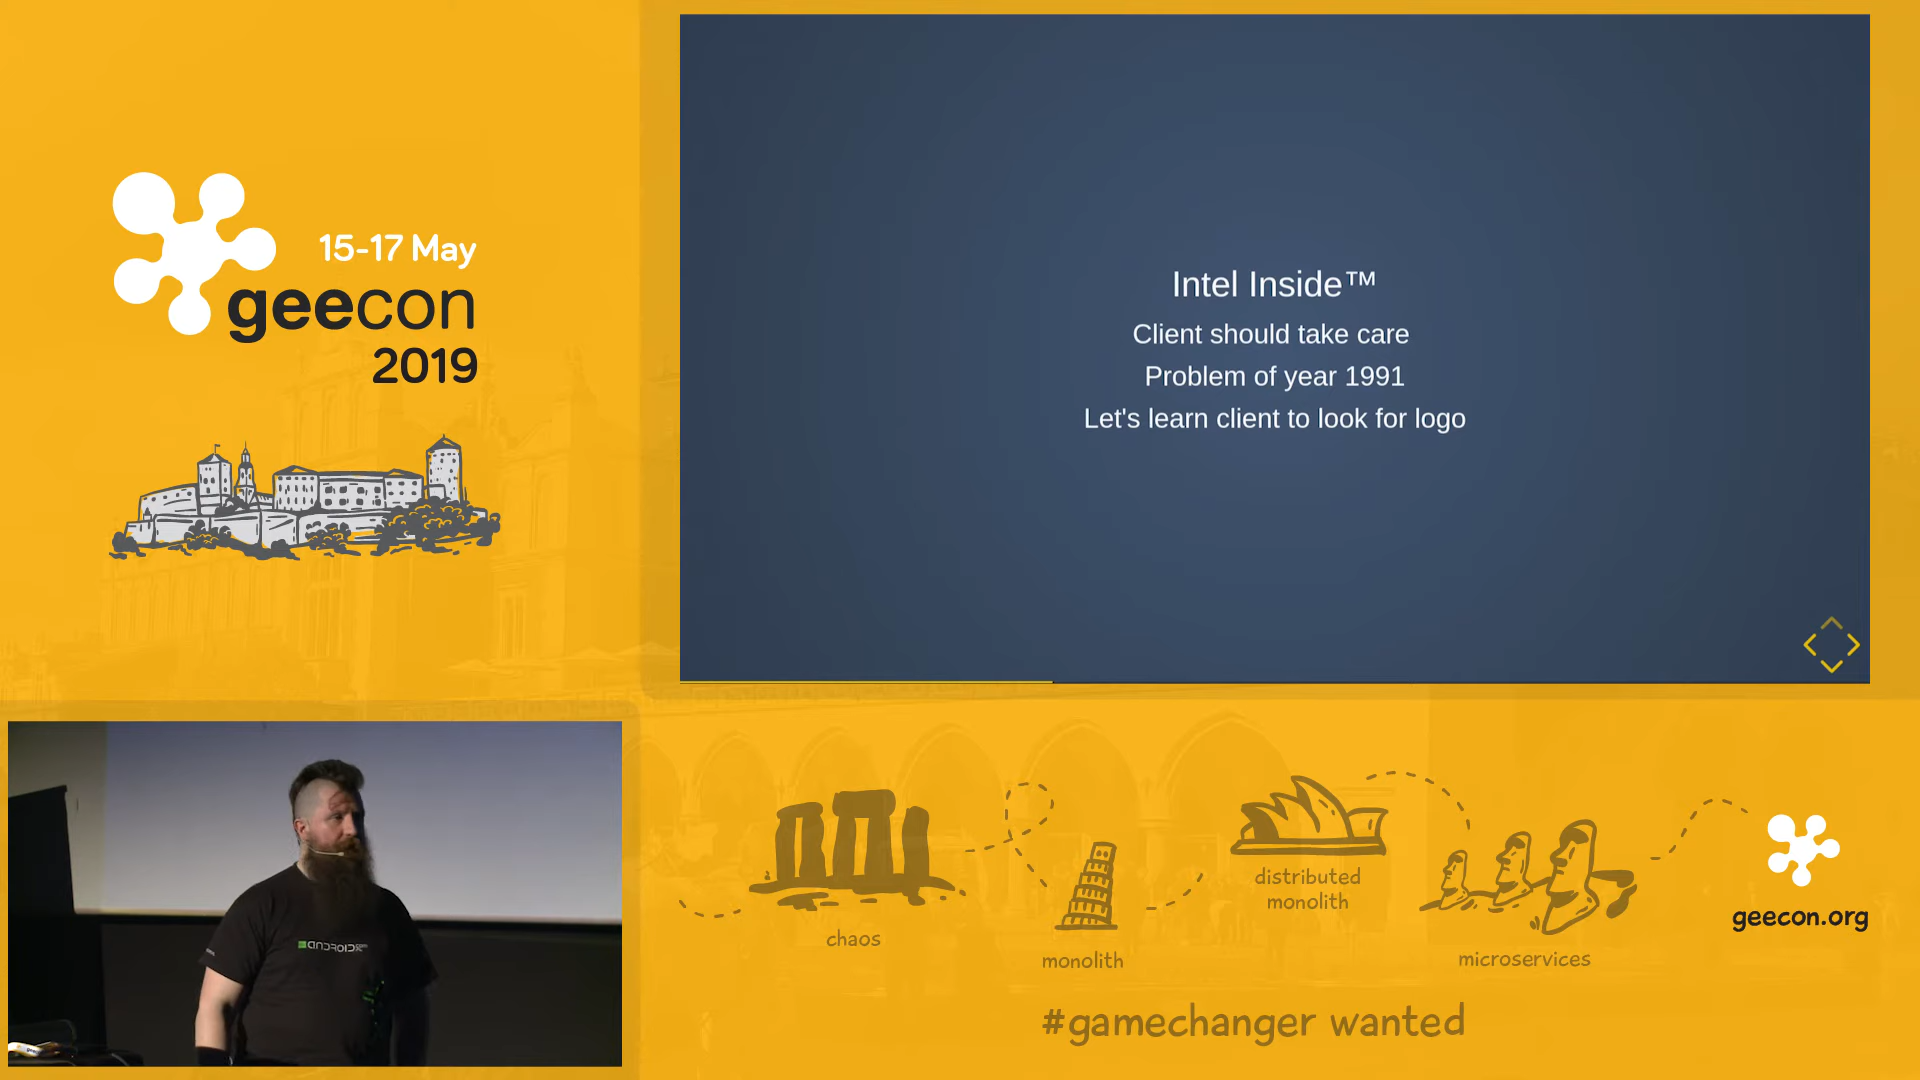 15-17 May
geecon
2019
Intel Inside™
Client should take care
Problem of year 1991
Let's learn client to look for logo
ANDROID
chaos
monolith
distributed
monolith
microservices
geecon.org
#gamechanger wanted